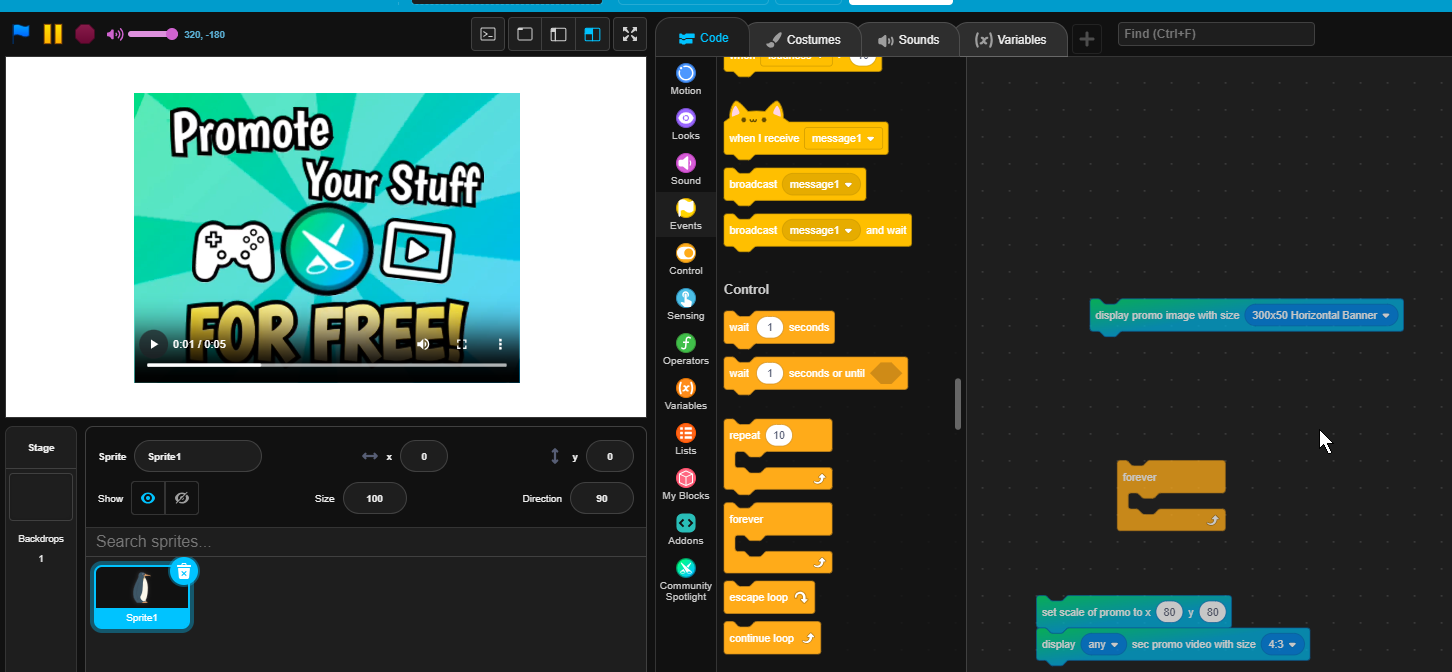 320, -180
Code
Costumes
Sounds
(x) Variables
Find (Ctrl+F)
Motion
Looks
Sound
Events
Control
Sensing
Operators
Variables
Lists
My Blocks
Addons
Community
Spotlight
when I receive message1
broadcast message1
broadcast message1 and wait
Control
wait 1 seconds
wait 1 seconds or until
repeat 10
forever
escape loop
continue loop
display promo image with size 300x50 Horizontal Banner
forever
set scale of promo to x 80 y 80
display any sec promo video with size 4:3
Promote
Your Stuff
FOR FREE!
0:01 / 0:05
Stage
Backdrops
1
Sprite Sprite1 x 0 y 0
Show Size 100 Direction 90
Search sprites...
Sprite1